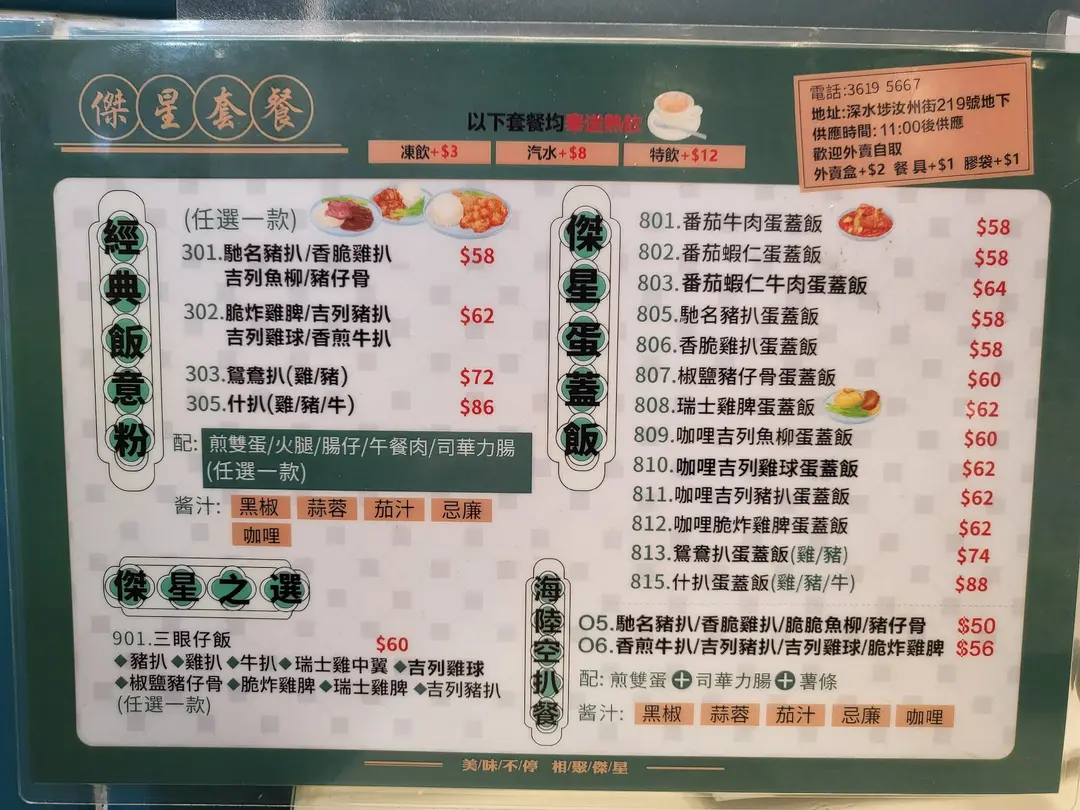 傑星套餐
以下套餐均奉送熱飲
凍飲+$3 汽水+$8 特飲+$12
電話:3619 5667
地址:深水埗汝州街219號地下
供應時間:11:00後供應
歡迎外賣自取
外賣盒+$2 餐具+$1 膠袋+$1
經典飯意粉
(任選一款)
301.馳名豬扒/香脆雞扒 $58
吉列魚柳/豬仔骨
302.脆炸雞髀/吉列豬扒 $62
吉列雞球/香煎牛扒
303.鴛鴦扒(雞/豬) $72
305.什扒(雞/豬/牛) $86
配: 煎雙蛋/火腿/腸仔/午餐肉/司華力腸
(任選一款)
醬汁: 黑椒 蒜蓉 茄汁 忌廉
咖哩
傑星之選
901.三眼仔飯 $60
◆豬扒 ◆雞扒 ◆牛扒 ◆瑞士雞中翼 ◆吉列雞球
◆椒鹽豬仔骨 ◆脆炸雞髀 ◆瑞士雞髀 ◆吉列豬扒
(任選一款)
傑星蛋蓋飯
801.番茄牛肉蛋蓋飯 $58
802.番茄蝦仁蛋蓋飯 $58
803.番茄蝦仁牛肉蛋蓋飯 $64
805.馳名豬扒蛋蓋飯 $58
806.香脆雞扒蛋蓋飯 $58
807.椒鹽豬仔骨蛋蓋飯 $60
808.瑞士雞髀蛋蓋飯 $62
809.咖哩吉列魚柳蛋蓋飯 $60
810.咖哩吉列雞球蛋蓋飯 $62
811.咖哩吉列豬扒蛋蓋飯 $62
812.咖哩脆炸雞髀蛋蓋飯 $62
813.鴛鴦扒蛋蓋飯(雞/豬) $74
815.什扒蛋蓋飯(雞/豬/牛) $88
海陸空扒餐
O5.馳名豬扒/香脆雞扒/脆脆魚柳/豬仔骨 $50
O6.香煎牛扒/吉列豬扒/吉列雞球/脆炸雞髀 $56
配: 煎雙蛋+司華力腸+薯條
醬汁: 黑椒 蒜蓉 茄汁 忌廉 咖哩
美/味/不/停 相/聚/傑/星